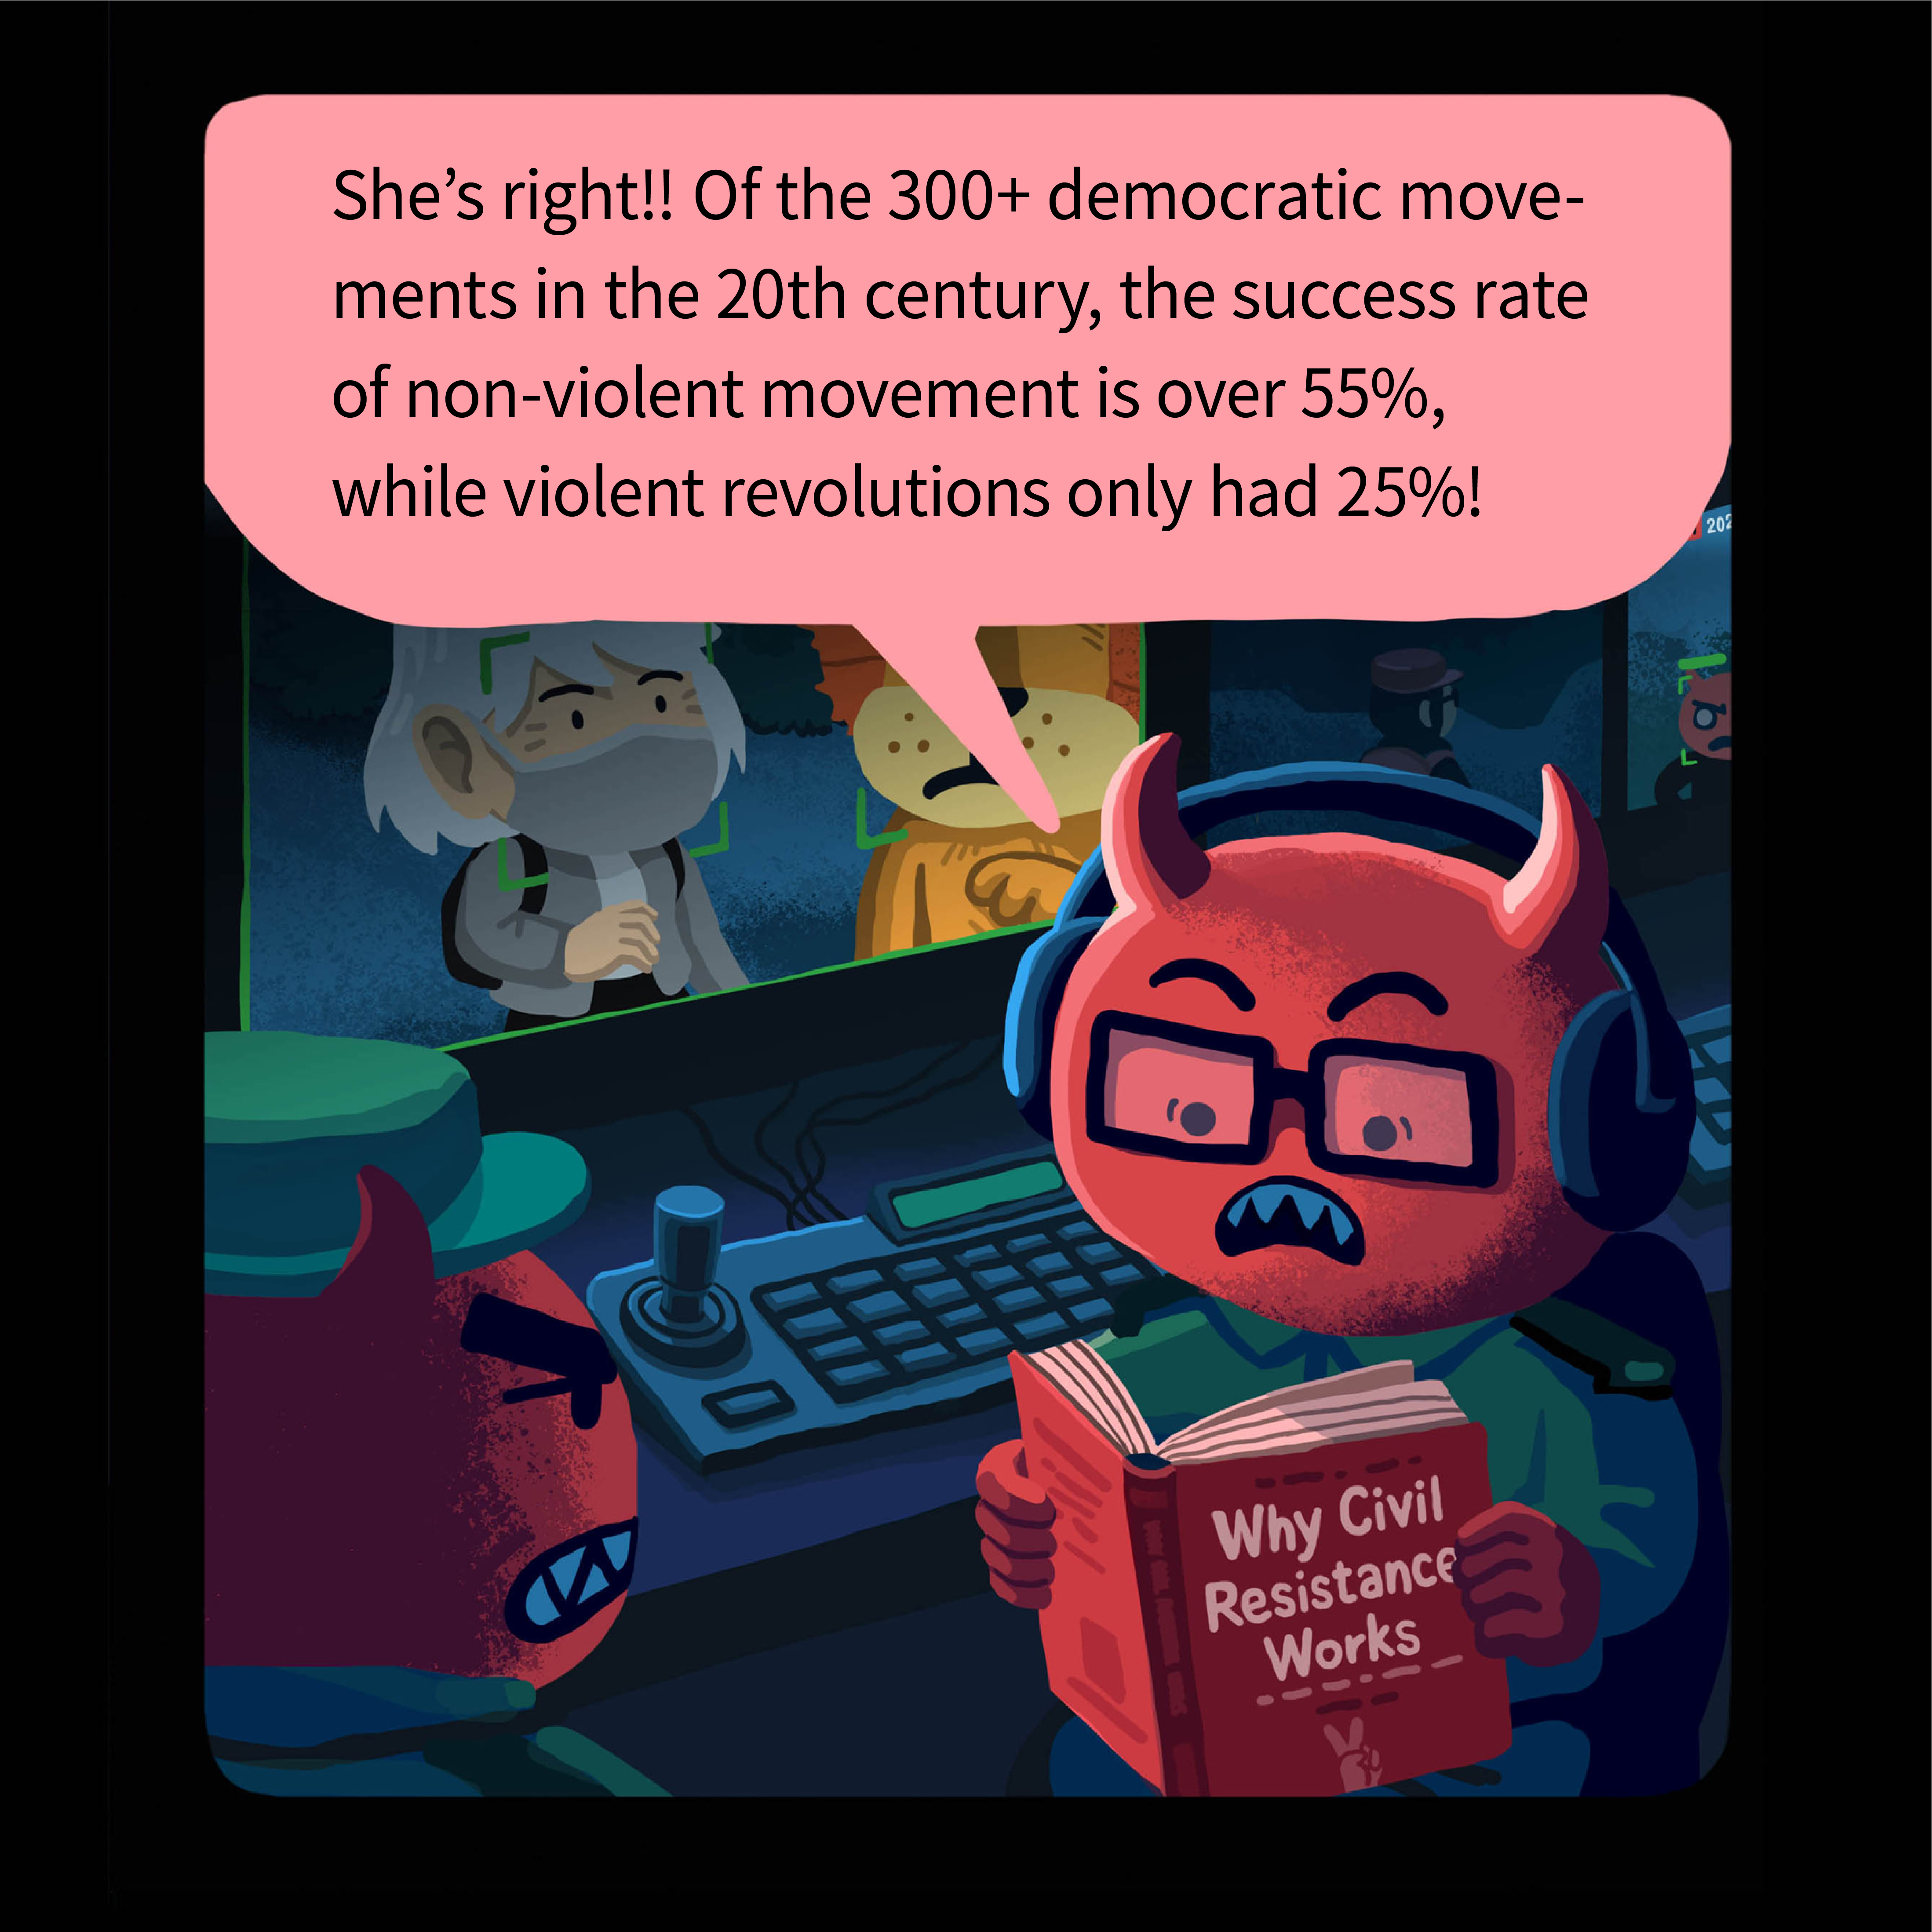 She’s right!! Of the 300+ democratic move-
ments in the 20th century, the success rate
of non-violent movement is over 55%,
while violent revolutions only had 25%!
202
Why Civil
Resistance
Works